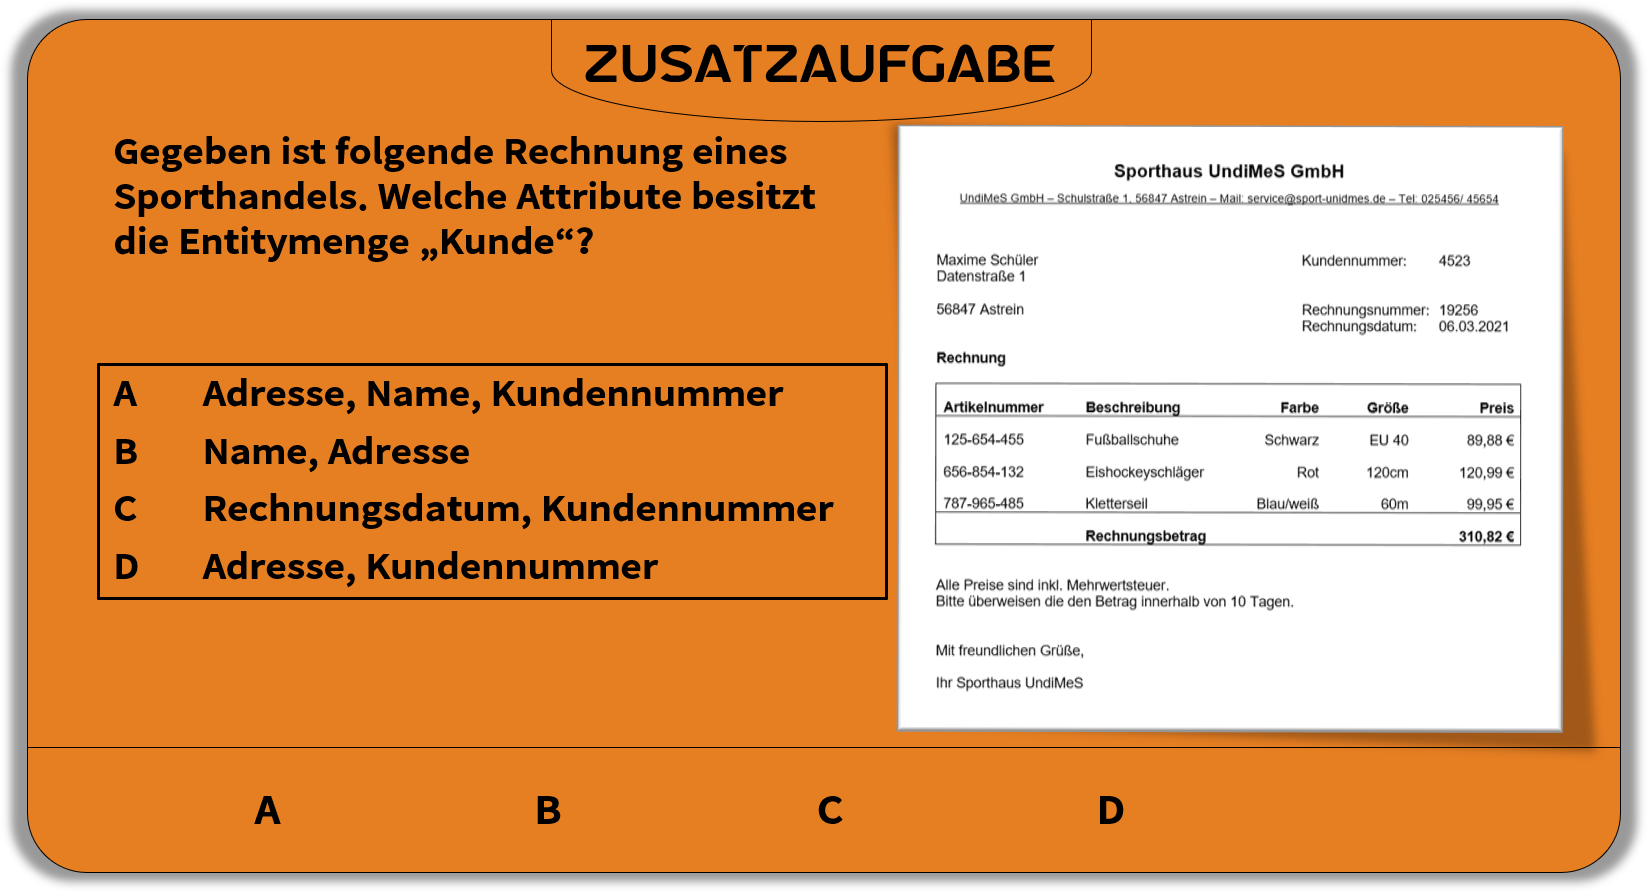 ZUSATZAUFGABE
Gegeben ist folgende Rechnung eines
Sporthandels. Welche Attribute besitzt
die Entitymenge „Kunde“?
A Adresse, Name, Kundennummer
B Name, Adresse
C Rechnungsdatum, Kundennummer
D Adresse, Kundennummer
Sporthaus UndiMeS GmbH
UndiMeS GmbH – Schulstraße 1, 56847 Astrein – Mail: service@sport-unidmes.de – Tel: 025456/ 45654
Maxime Schüler Kundennummer: 4523
Datenstraße 1
56847 Astrein Rechnungsnummer: 19256
Rechnungsdatum: 06.03.2021
Rechnung
Artikelnummer Beschreibung Farbe Größe Preis
125-654-455 Fußballschuhe Schwarz EU 40 89,88 €
656-854-132 Eishockeyschläger Rot 120cm 120,99 €
787-965-485 Kletterseil Blau/weiß 60m 99,95 €
Rechnungsbetrag 310,82 €
Alle Preise sind inkl. Mehrwertsteuer.
Bitte überweisen die den Betrag innerhalb von 10 Tagen.
Mit freundlichen Grüße,
Ihr Sporthaus UndiMeS
A B C D